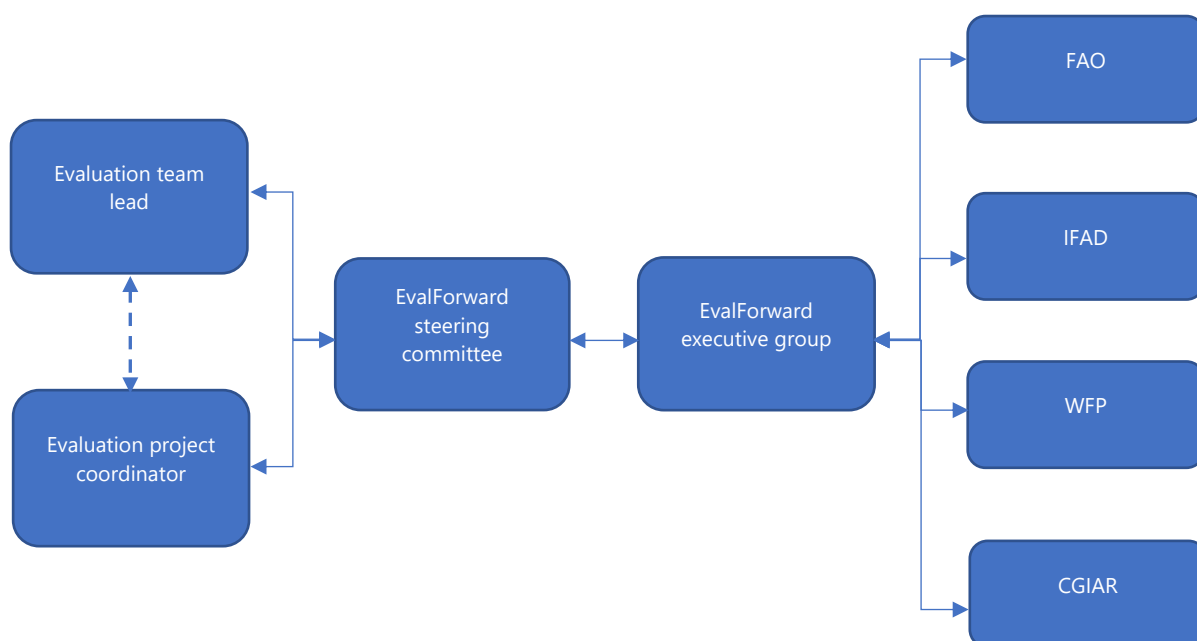 Evaluation team
lead
Evaluation project
coordinator
EvalForward
steering
committee
EvalForward
executive group
FAO
IFAD
WFP
CGIAR